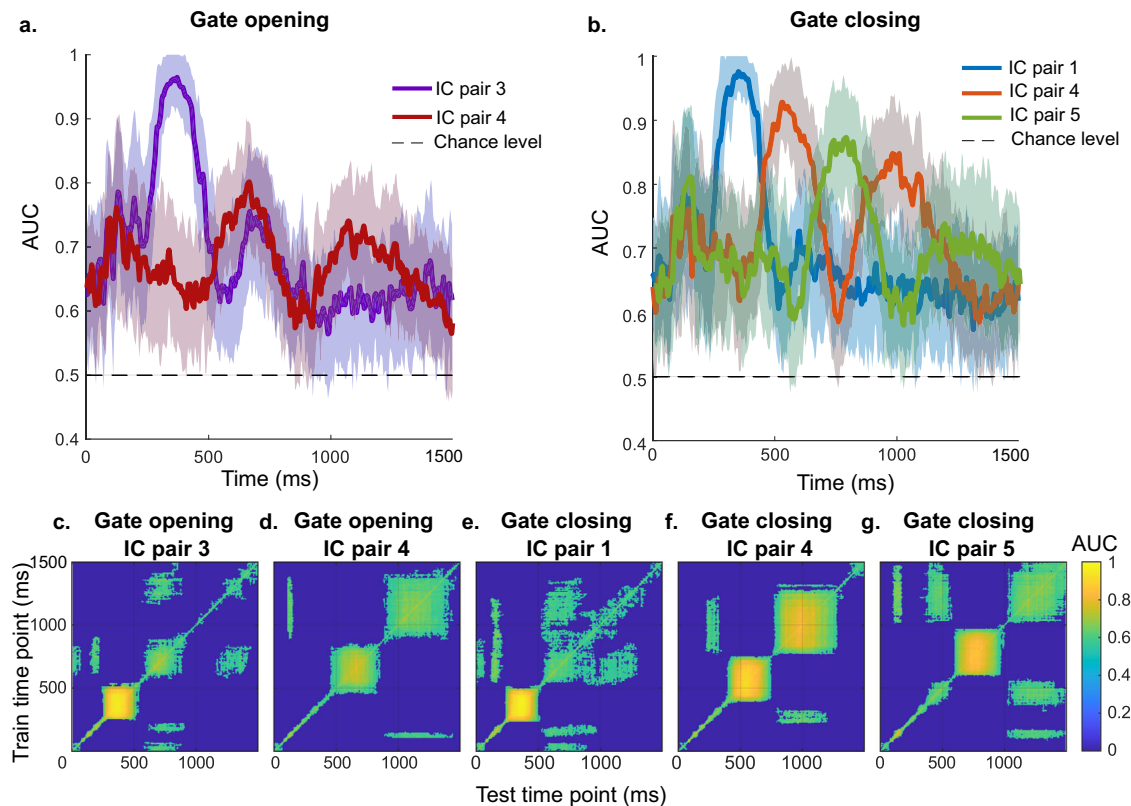 a.
Gate opening
AUC
1
0.9
0.8
0.7
0.6
0.5
0.4
0
500
1000
1500
Time (ms)
IC pair 3
IC pair 4
Chance level
b.
Gate closing
AUC
1
0.9
0.8
0.7
0.6
0.5
0.4
0
500
1000
1500
Time (ms)
IC pair 1
IC pair 4
IC pair 5
Chance level
c.
Gate opening
IC pair 3
d.
Gate opening
IC pair 4
e.
Gate closing
IC pair 1
f.
Gate closing
IC pair 4
g.
Gate closing
IC pair 5
AUC
Train time point (ms)
1500
1000
500
0 500 1000
0 500 1000
0 500 1000
0 500 1000
0 500 1000
1
0.8
0.6
0.4
0.2
0
Test time point (ms)